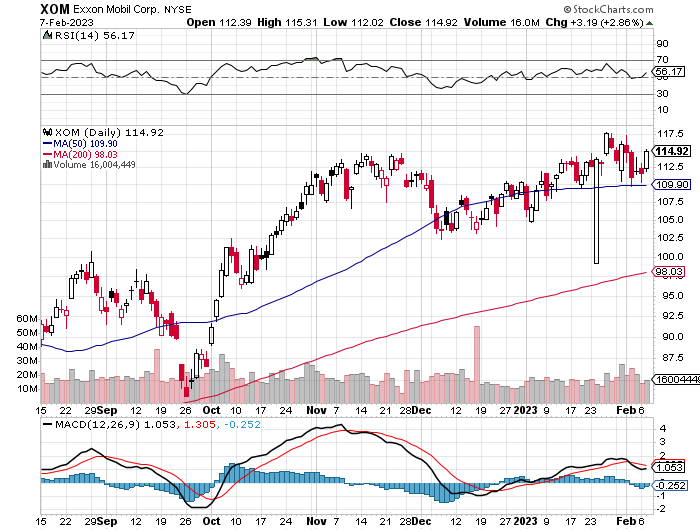 XOM Exxon Mobil Corp. NYSE
© StockCharts.com
7-Feb-2023 Open 112.39 High 115.31 Low 112.02 Close 114.92 Volume 16.0M Chg +3.19 (+2.86%)
RSI(14) 56.17
90
70
56.17
30
10
XOM (Daily) 114.92
MA(50) 109.90
MA(200) 98.03
Volume 16,004,449
117.5
114.92
112.5
109.90
107.5
105.0
102.5
100.0
98.03
95.0
92.5
90.0
87.5
16004449
60M
50M
40M
30M
20M
10M
15 22 29 Sep 12 19 26 Oct 10 17 24 Nov 7 14 21 28 Dec 12 19 27 2023 9 17 23 Feb 6
MACD(12,26,9) 1.053, 1.305, -0.252
4
3
2
1.053
-0.252
-1
-2
15 22 29 Sep 12 19 26 Oct 10 17 24 Nov 7 14 21 28 Dec 12 19 27 2023 9 17 23 Feb 6